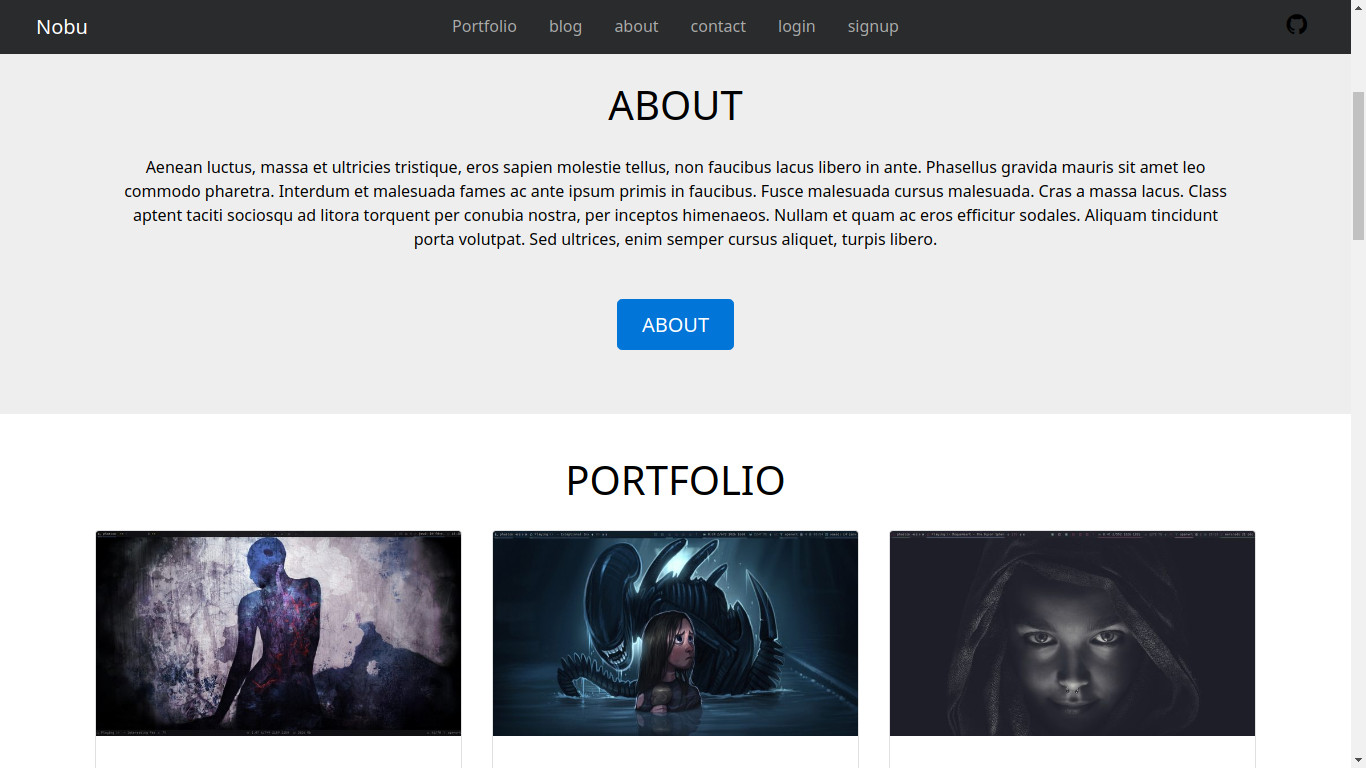 Nobu
Portfolio blog about contact login signup
ABOUT
Aenean luctus, massa et ultricies tristique, eros sapien molestie tellus, non faucibus lacus libero in ante. Phasellus gravida mauris sit amet leo
commodo pharetra. Interdum et malesuada fames ac ante ipsum primis in faucibus. Fusce malesuada cursus malesuada. Cras a massa lacus. Class
aptent taciti sociosqu ad litora torquent per conubia nostra, per inceptos himenaeos. Nullam et quam ac eros efficitur sodales. Aliquam tincidunt
porta volutpat. Sed ultrices, enim semper cursus aliquet, turpis libero.
ABOUT
PORTFOLIO